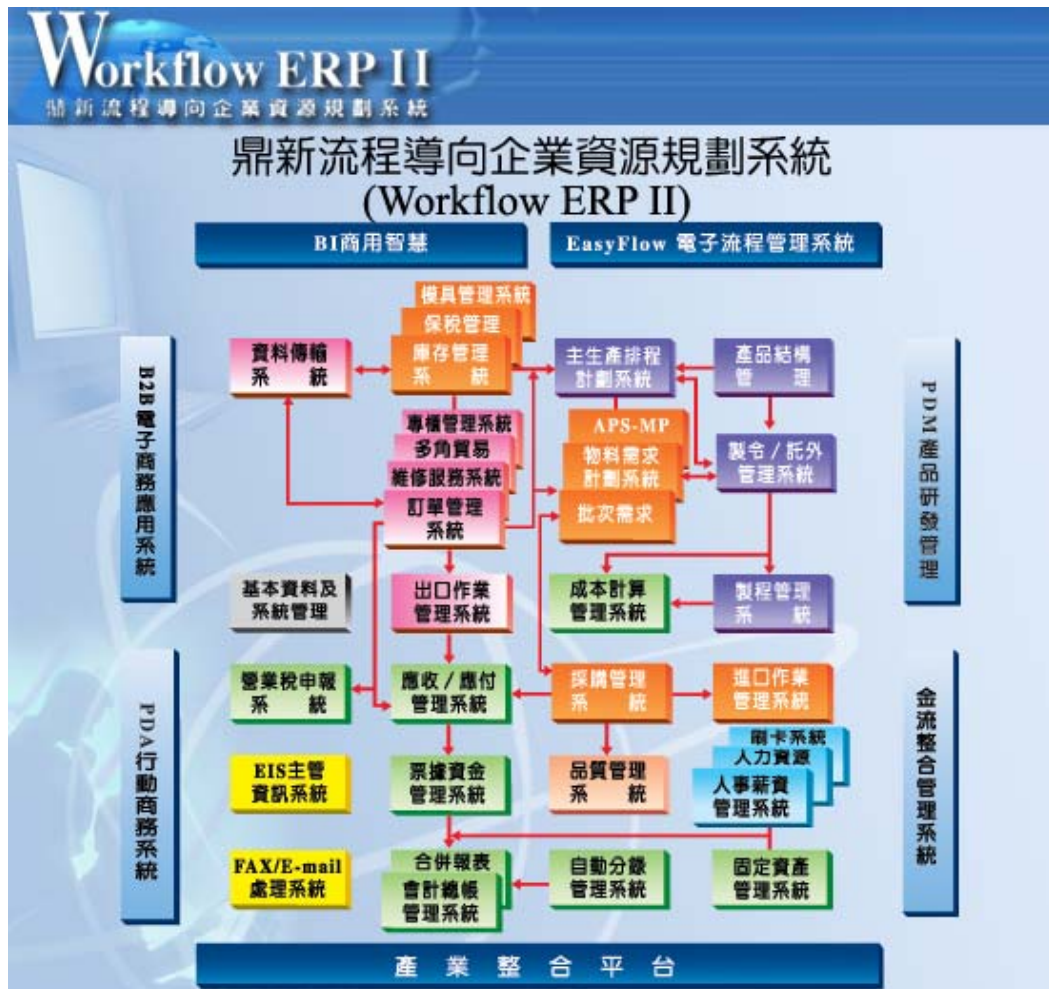 Workflow ERP II
鼎新流程導向企業資源規劃系統
鼎新流程導向企業資源規劃系統
(Workflow ERP II)
BI商用智慧
EasyFlow 電子流程管理系統
B2B電子商務應用系統
PDA行動商務系統
模具管理系統
保稅管理
庫存管理
系 統
資料傳輸
系 統
主生產排程
計劃系統
產品結構
管 理
專櫃管理系統
多角貿易
維修服務系統
訂單管理
系統
APS-MP
物料需求
計劃系統
批次需求
製令/託外
管理系統
基本資料及
系統管理
出口作業
管理系統
成本計算
管理系統
製程管理
系 統
營業稅申報
系 統
應收/應付
管理系統
採購管理
系 統
進口作業
管理系統
EIS主管
資訊系統
票據資金
管理系統
品質管理
系 統
刷卡系統
人力資源
人事薪資
管理系統
FAX/E-mail
處理系統
合併報表
會計總帳
管理系統
自動分錄
管理系統
固定資產
管理系統
PDM產品研發管理
金流整合管理系統
產 業 整 合 平 台